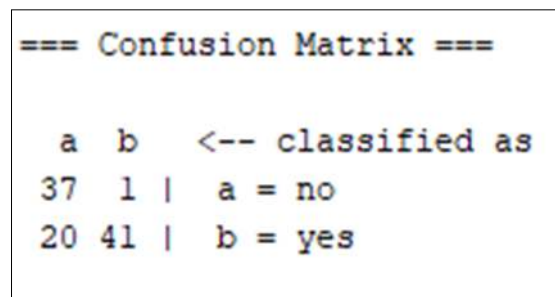 === Confusion Matrix ===
a b <-- classified as
37 1 | a = no
20 41 | b = yes